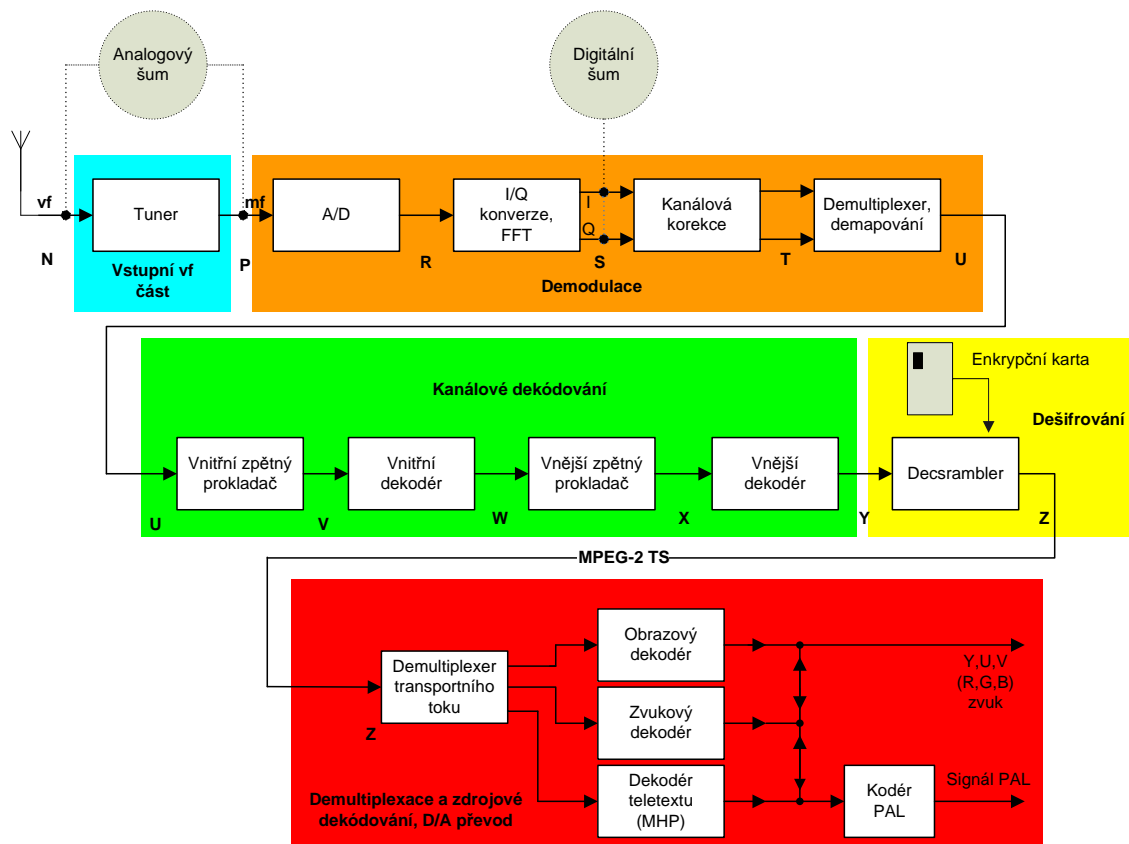 Analogový
šum
Digitální
šum
vf
Tuner
mf
A/D
I/Q
konverze,
FFT
I
Q
Kanálová
korekce
Demultiplexer,
demapování
N
Vstupní vf
část
P
R
S
T
U
Demodulace
Kanálové dekódování
Enkrypční karta
Dešifrování
Vnitřní zpětný
prokladač
Vnitřní
dekodér
Vnější zpětný
prokladač
Vnější
dekodér
Decsrambler
U
V
W
X
Y
Z
MPEG-2 TS
Demultiplexer
transportního
toku
Z
Obrazový
dekodér
Zvukový
dekodér
Dekodér
teletextu
(MHP)
Y,U,V
(R,G,B)
zvuk
Kodér
PAL
Signál PAL
Demultiplexace a zdrojové
dekódování, D/A převod